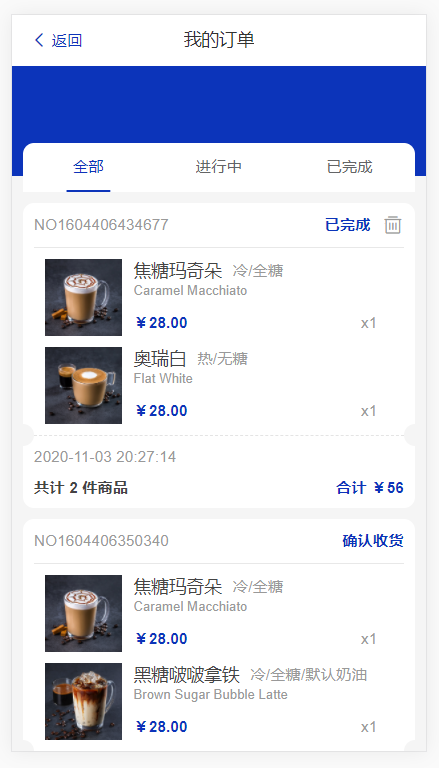 返回
我的订单
全部 进行中 已完成
NO1604406434677 已完成
焦糖玛奇朵 冷/全糖
Caramel Macchiato
￥28.00 x1
奥瑞白 热/无糖
Flat White
￥28.00 x1
2020-11-03 20:27:14
共计 2 件商品 合计 ￥56
NO1604406350340 确认收货
焦糖玛奇朵 冷/全糖
Caramel Macchiato
￥28.00 x1
黑糖啵啵拿铁 冷/全糖/默认奶油
Brown Sugar Bubble Latte
￥28.00 x1